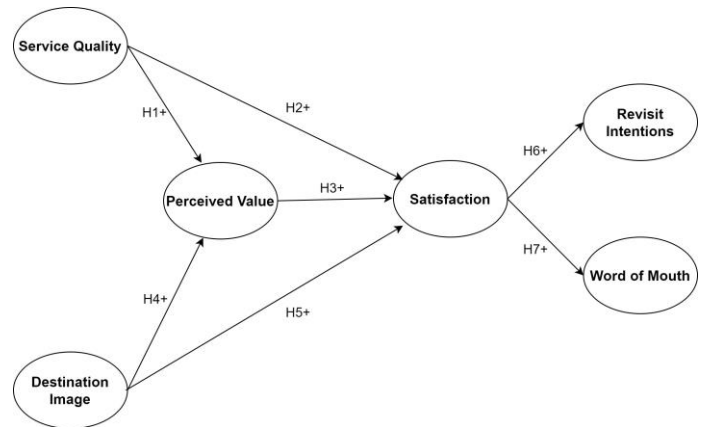 Service Quality
H1+
H2+
Revisit
Intentions
H6+
H3+
Perceived Value
Satisfaction
H7+
Word of Mouth
H4+
H5+
Destination
Image